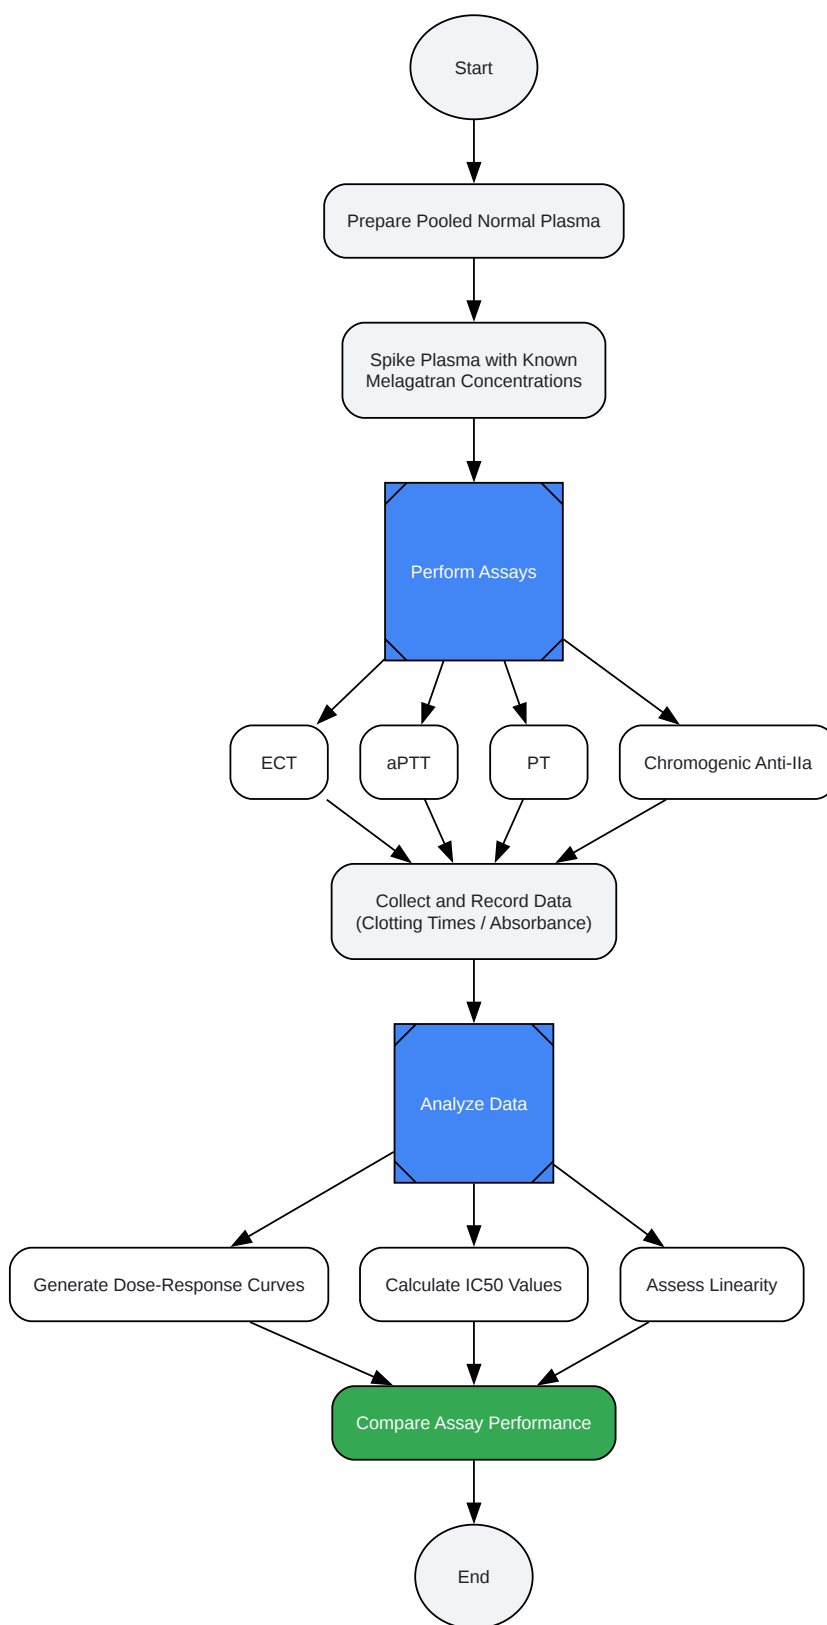 Start
Prepare Pooled Normal Plasma
Spike Plasma with Known
Melagatran Concentrations
Perform Assays
ECT
aPTT
PT
Chromogenic Anti-IIa
Collect and Record Data
(Clotting Times / Absorbance)
Analyze Data
Generate Dose-Response Curves
Calculate IC50 Values
Assess Linearity
Compare Assay Performance
End